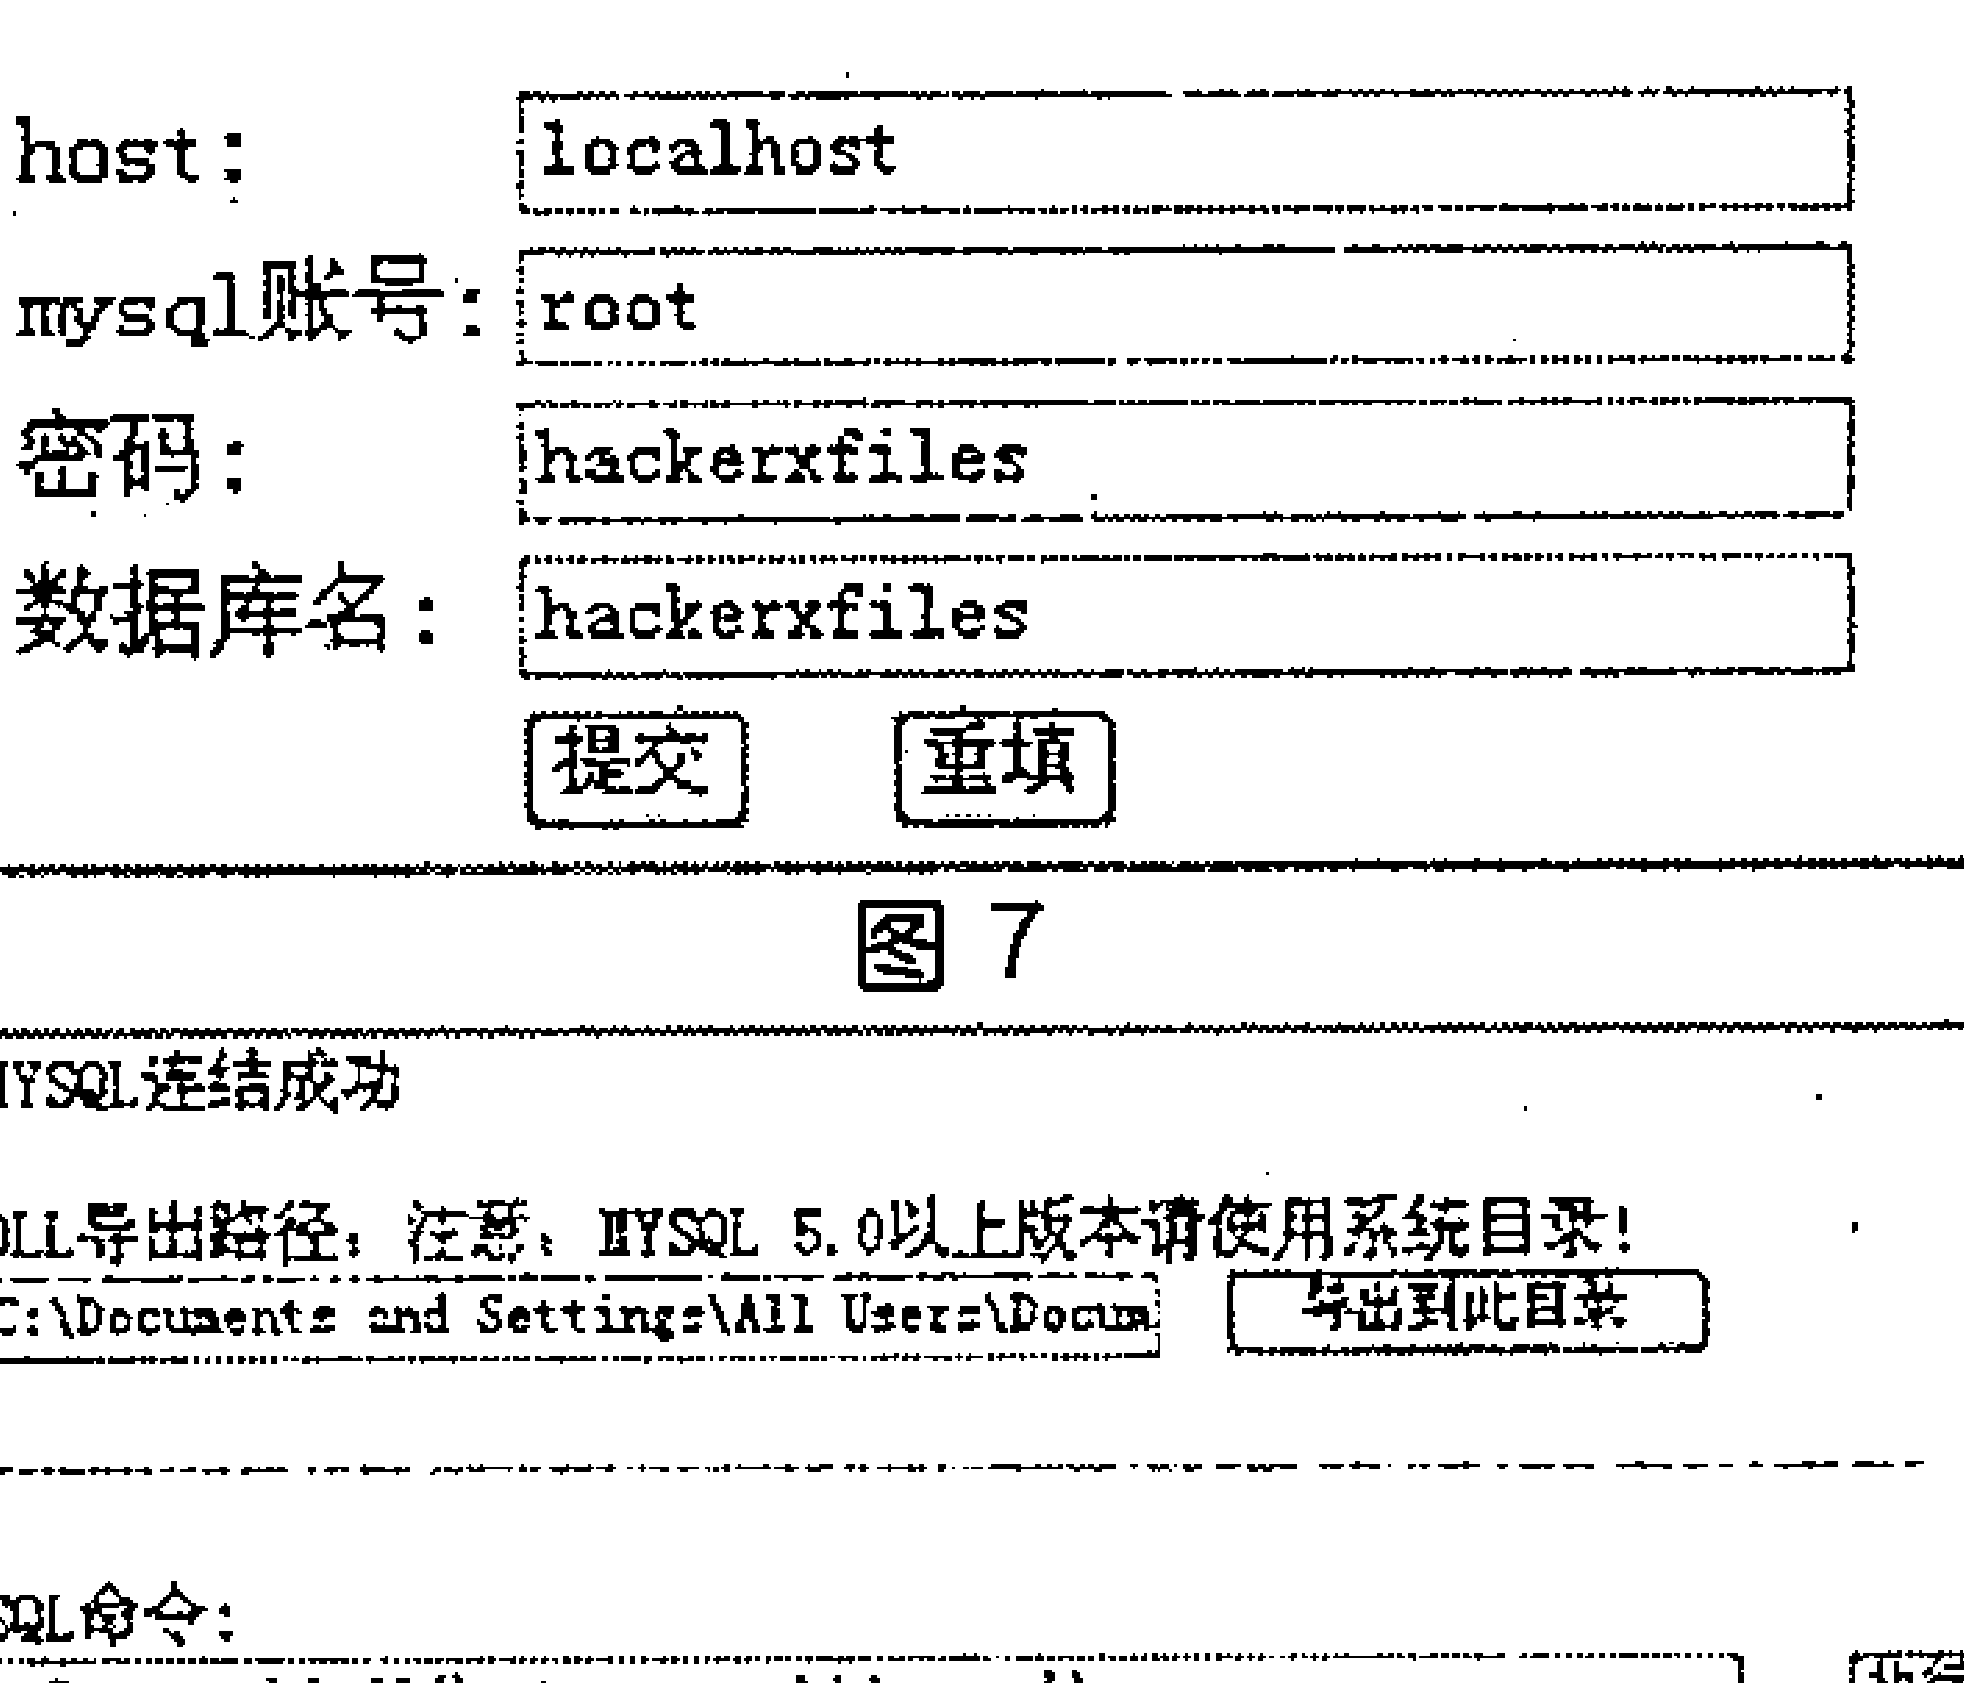 host: localhost
mysql账号: root
密码: hackerxfiles
数据库名: hackerxfiles
提交 重填
图 7
MYSQL连结成功
DLL导出路径: 注意: MYSQL 5.0以上版本请使用系统目录!
C:\Documents and Settings\All Users\Docum 导出到此目录
SQL命令: